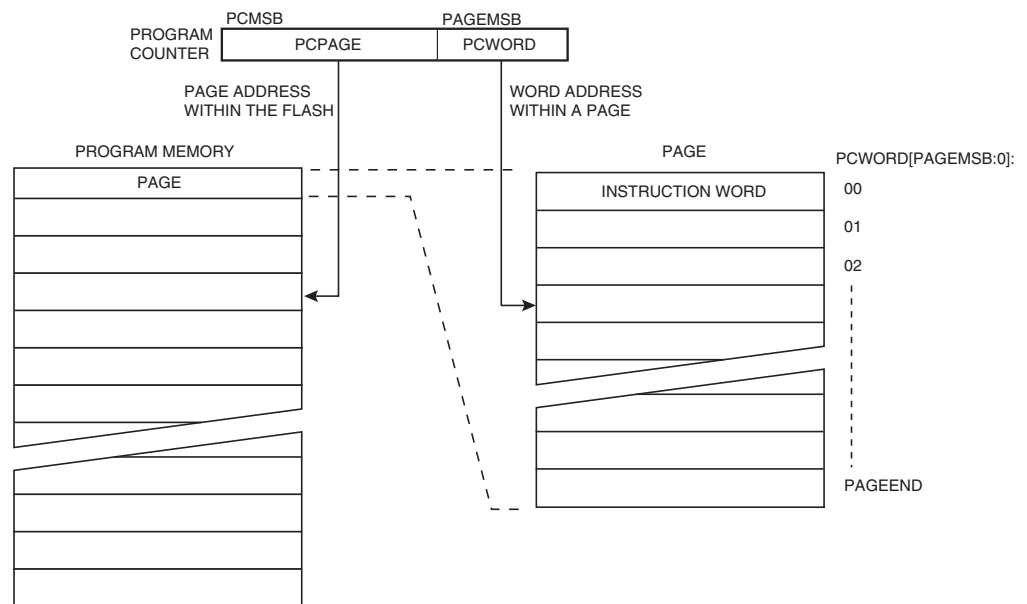 PCMSB
PAGEMSB
PROGRAM
COUNTER
PCPAGE
PCWORD
PAGE ADDRESS
WITHIN THE FLASH
WORD ADDRESS
WITHIN A PAGE
PROGRAM MEMORY
PAGE
PAGE
PCWORD[PAGEMSB:0]:
INSTRUCTION WORD
00
01
02
PAGEEND